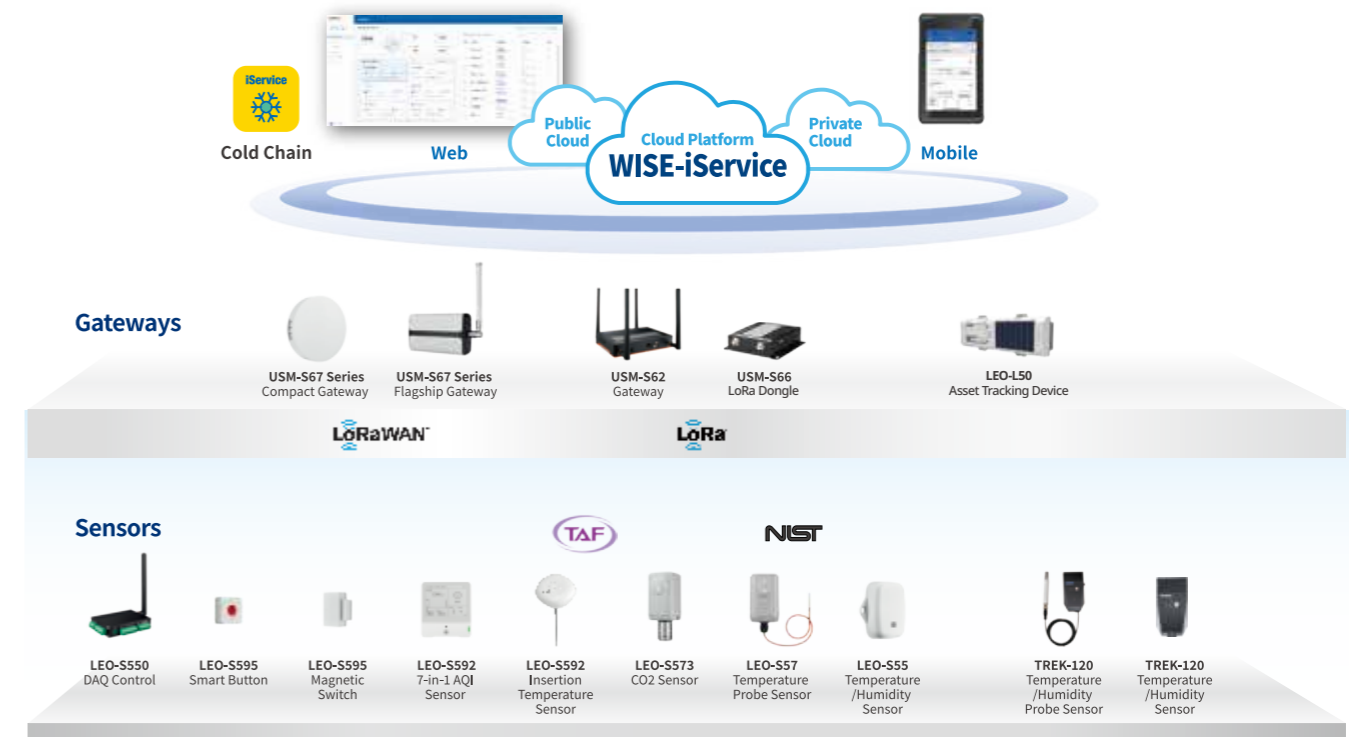 iService
Cold Chain
Web
Public
Cloud
Cloud Platform
WISE-iService
Private
Cloud
Mobile
Gateways
USM-S67 Series
Compact Gateway
USM-S67 Series
Flagship Gateway
USM-S62
Gateway
USM-S66
LoRa Dongle
LEO-L50
Asset Tracking Device
LoRaWAN™
LoRa
Sensors
TAF
NIST
LEO-S550
DAQ Control
LEO-S595
Smart Button
LEO-S595
Magnetic
Switch
LEO-S592
7-in-1 AQI
Sensor
LEO-S592
Insertion
Temperature
Sensor
LEO-S573
CO2 Sensor
LEO-S57
Temperature
Probe Sensor
LEO-S55
Temperature
/Humidity
Sensor
TREK-120
Temperature
/Humidity
Probe Sensor
TREK-120
Temperature
/Humidity
Sensor